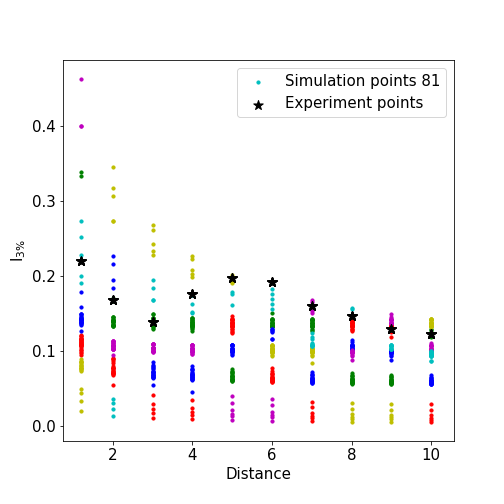 Simulation points 81
Experiment points
0.4
0.3
0.2
0.1
0.0
I3%
2 4 6 8 10
Distance